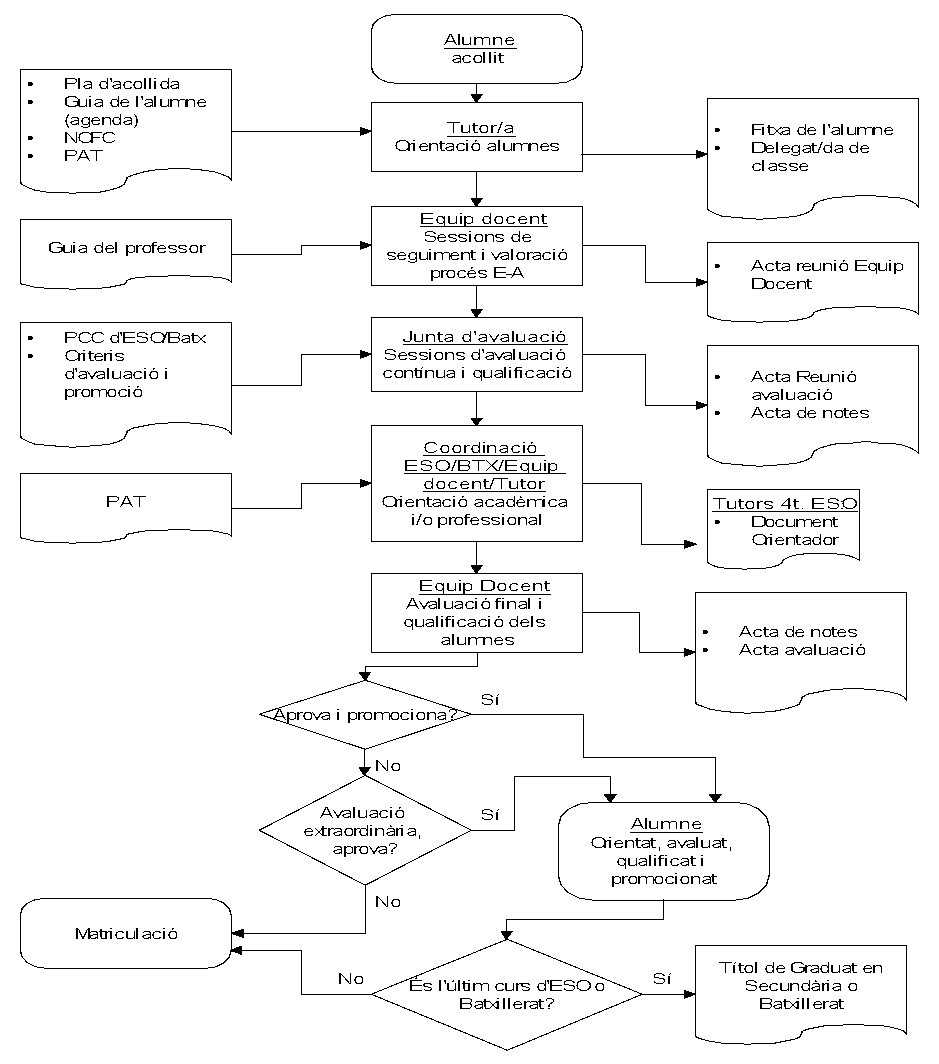 Alumne
acollit
• Pla d'acollida
• Guia de l'alumne
(agenda)
• NOFC
• PAT
Tutor/a
Orientació alumnes
• Fitxa de l'alumne
• Delegat/da de
classe
Guia del professor
Equip docent
Sessions de
seguiment i valoració
procés E-A
• Acta reunió Equip
Docent
• PCC d'ESO/Batx
• Criteris
d'avaluació i
promoció
Junta d'avaluació
Sessions d'avaluació
contínua i qualificació
• Acta Reunió
avaluació
• Acta de notes
PAT
Coordinació
ESO/BTX/Equip
docent/Tutor
Orientació acadèmica
i/o professional
Tutors 4t. ESO
• Document
Orientador
Equip Docent
Avaluació final i
qualificació dels
alumnes
• Acta de notes
• Acta avaluació
Aprova i promociona?
Sí
No
Avaluació
extraordinària,
aprova?
Sí
No
Alumne
Orientat, avaluat,
qualificat i
promocionat
Matriculació
És l'últim curs d'ESO o
Batxillerat?
No
Sí
Títol de Graduat en
Secundària o
Batxillerat